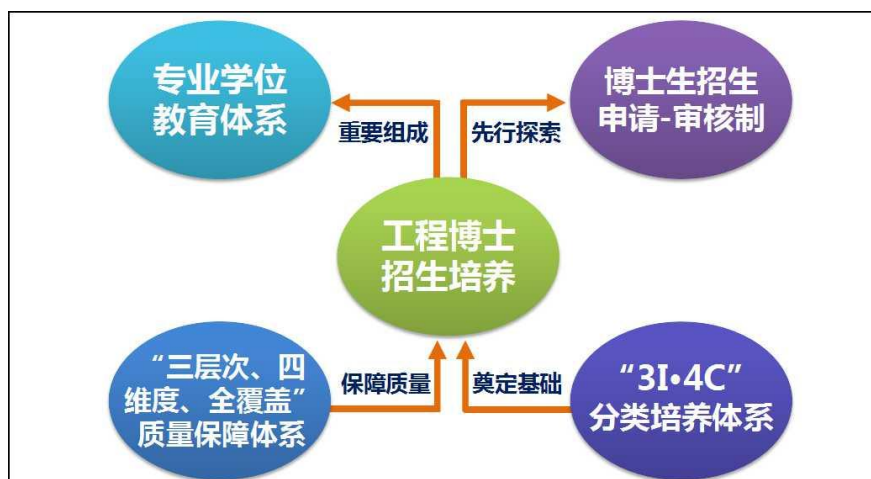 专业学位
教育体系
博士生招生
申请-审核制
重要组成
先行探索
工程博士
招生培养
“三层次、四
维度、全覆盖”
质量保障体系
保障质量
奠定基础
“3I•4C”
分类培养体系